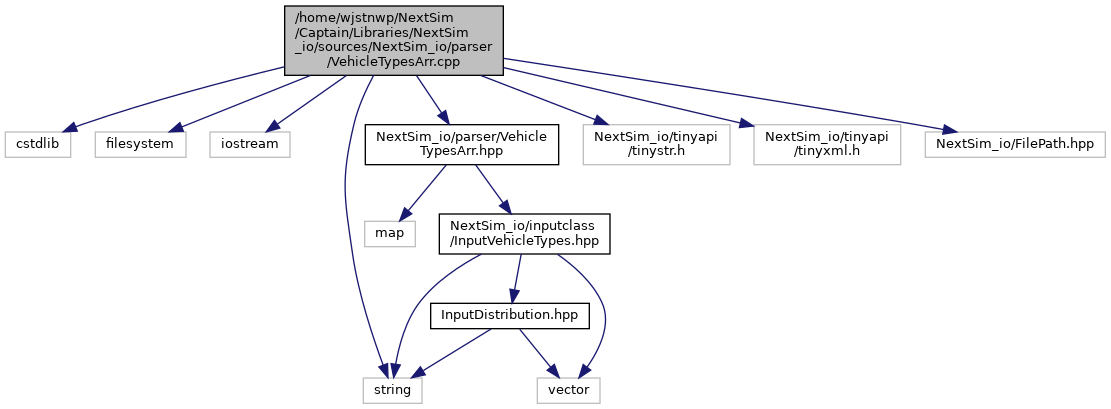 /home/wjstnwp/NextSim
/Captain/Libraries/NextSim
_io/sources/NextSim_io/parser
/VehicleTypesArr.cpp
cstdlib
filesystem
iostream
NextSim_io/parser/Vehicle
TypesArr.hpp
NextSim_io/tinyapi
/tinystr.h
NextSim_io/tinyapi
/tinyxml.h
NextSim_io/FilePath.hpp
map
NextSim_io/inputclass
/InputVehicleTypes.hpp
InputDistribution.hpp
string
vector